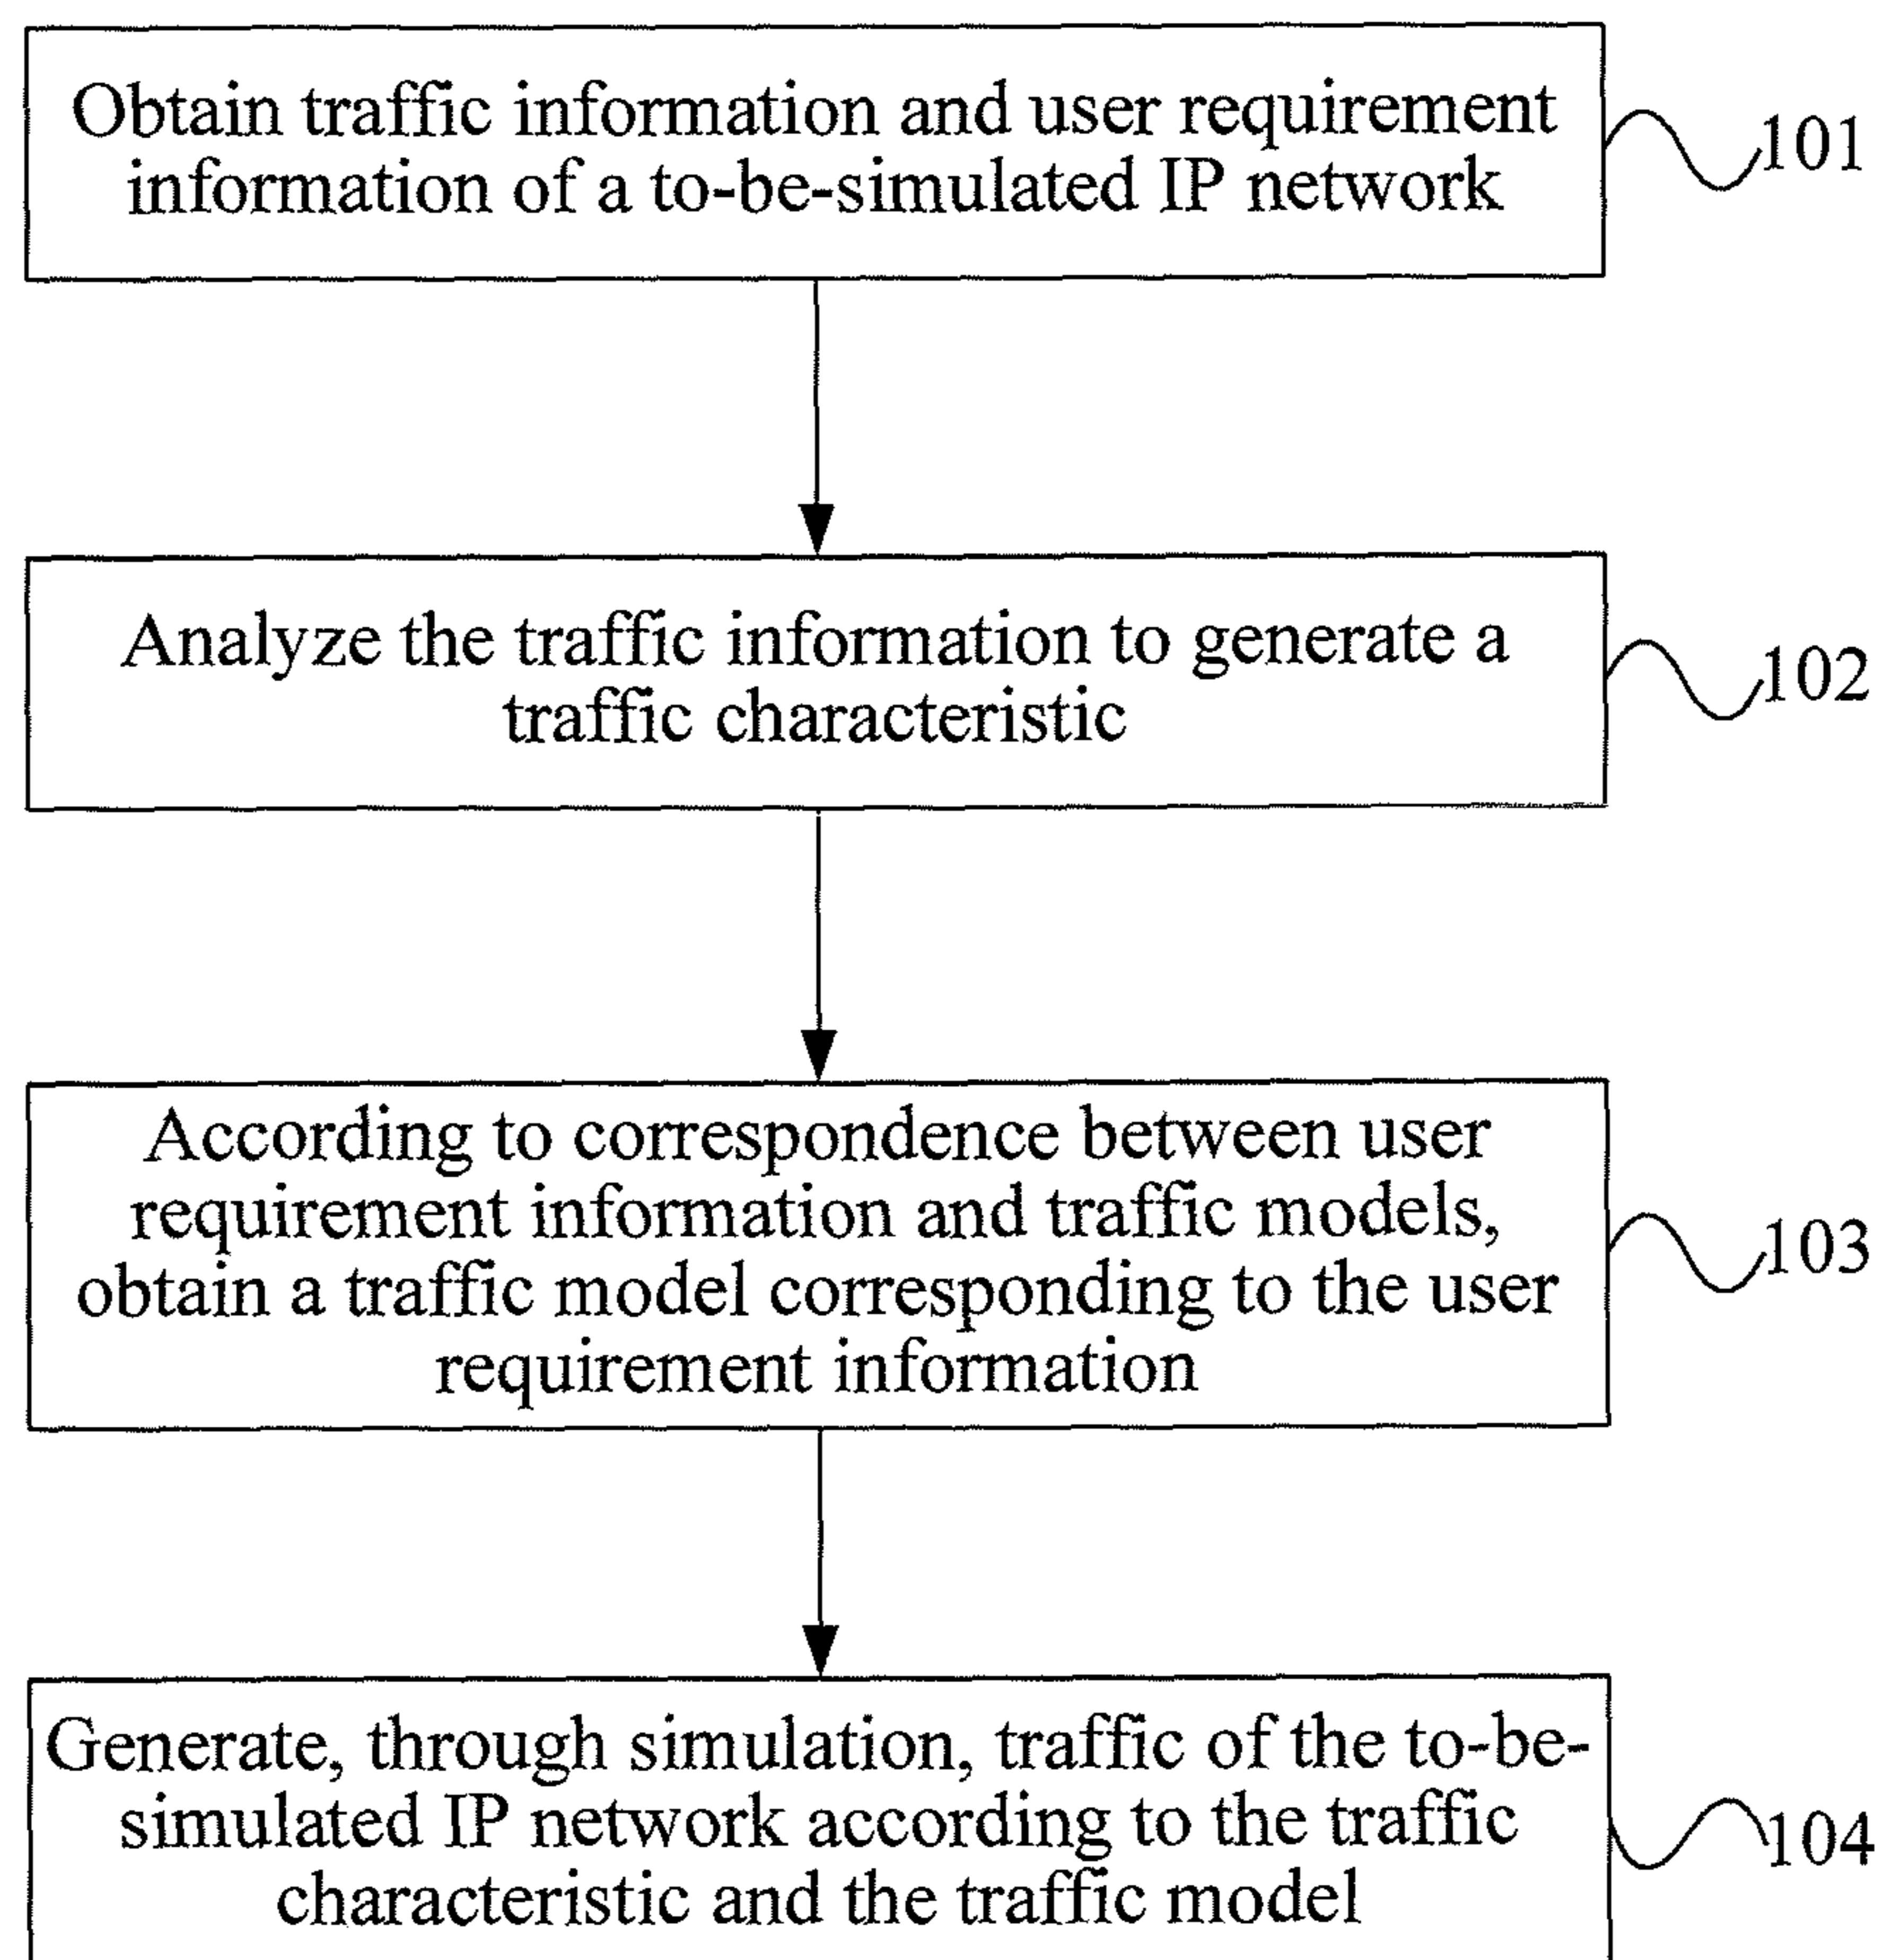 Obtain traffic information and user requirement
information of a to-be-simulated IP network
101
Analyze the traffic information to generate a
traffic characteristic
102
According to correspondence between user
requirement information and traffic models,
obtain a traffic model corresponding to the user
requirement information
103
Generate, through simulation, traffic of the to-be-
simulated IP network according to the traffic
characteristic and the traffic model
104